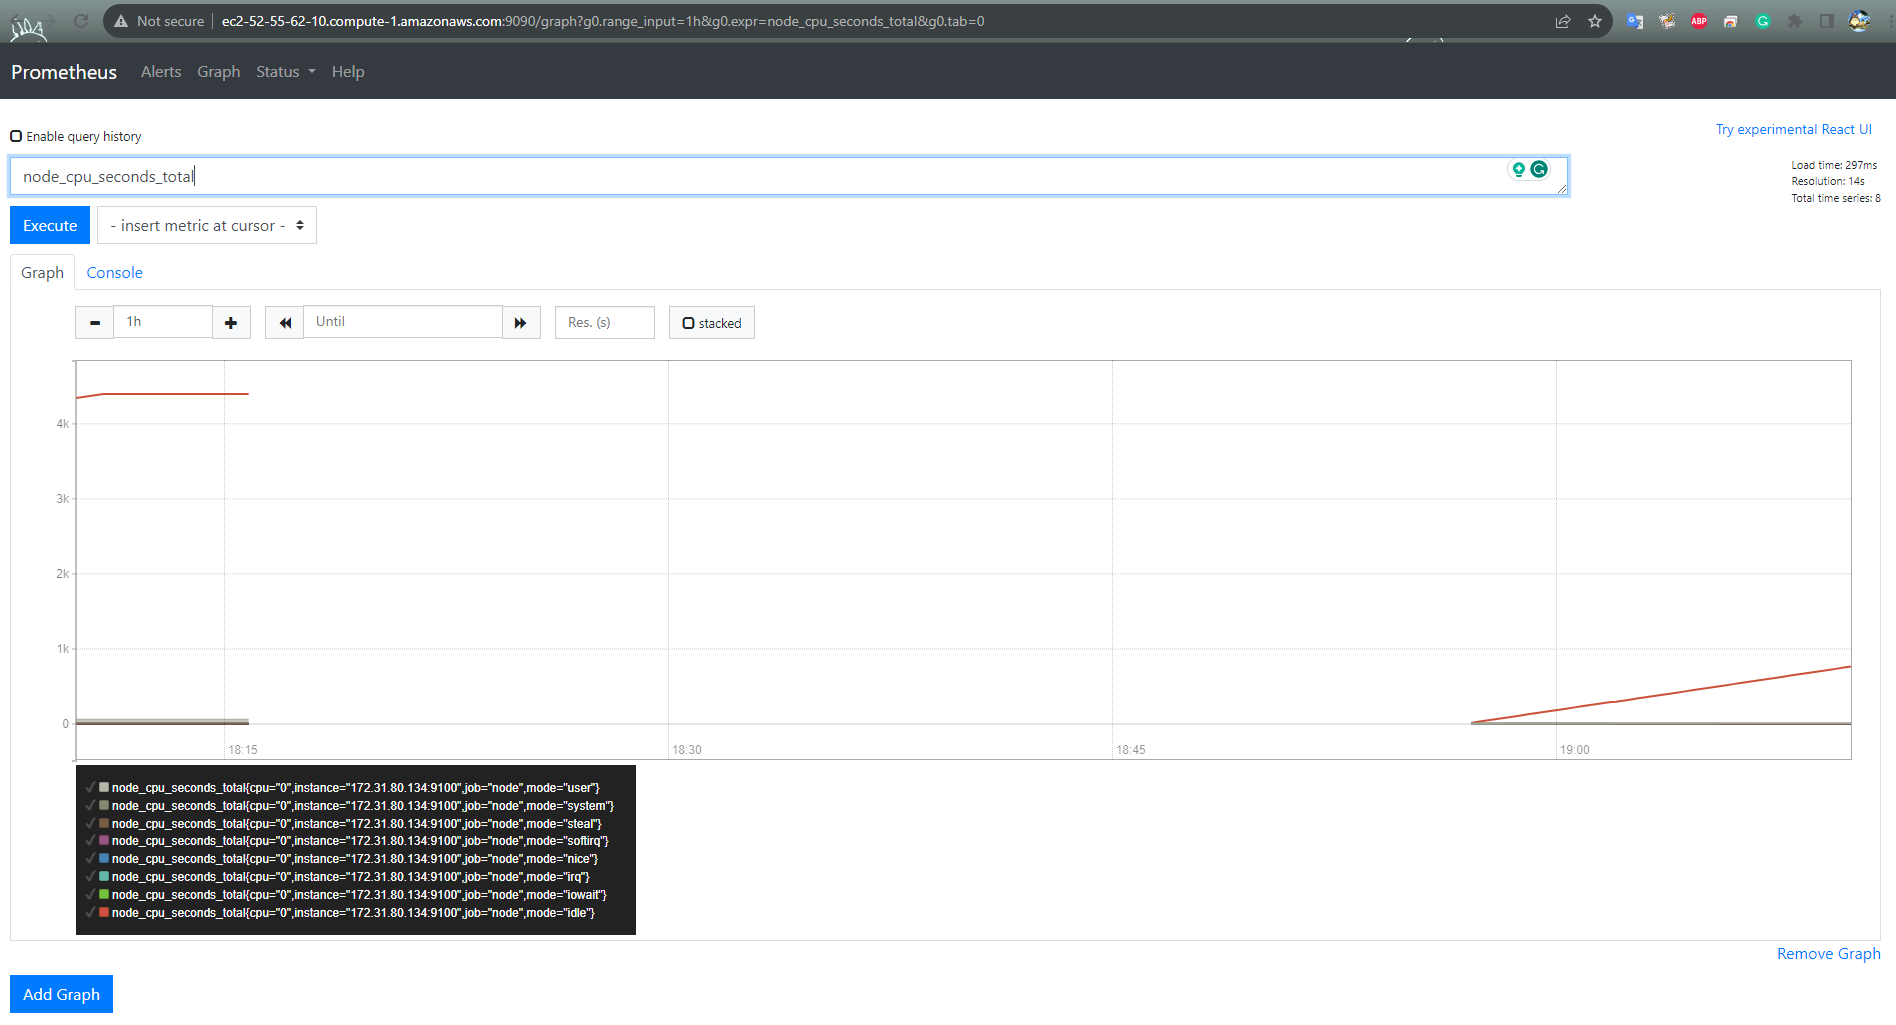 Not secure ec2-52-55-62-10.compute-1.amazonaws.com:9090/graph?g0.range_input=1h&g0.expr=node_cpu_seconds_total&g0.tab=0
ABP
Prometheus Alerts Graph Status Help
Enable query history
Try experimental React UI
node_cpu_seconds_total
Load time: 297ms
Resolution: 14s
Total time series: 8
Execute - insert metric at cursor -
Graph Console
1h Until Res. (s) stacked
4k
3k
2k
1k
0
18:15 18:30 18:45 19:00
node_cpu_seconds_total{cpu="0",instance="172.31.80.134:9100",job="node",mode="user"}
node_cpu_seconds_total{cpu="0",instance="172.31.80.134:9100",job="node",mode="system"}
node_cpu_seconds_total{cpu="0",instance="172.31.80.134:9100",job="node",mode="steal"}
node_cpu_seconds_total{cpu="0",instance="172.31.80.134:9100",job="node",mode="softirq"}
node_cpu_seconds_total{cpu="0",instance="172.31.80.134:9100",job="node",mode="nice"}
node_cpu_seconds_total{cpu="0",instance="172.31.80.134:9100",job="node",mode="irq"}
node_cpu_seconds_total{cpu="0",instance="172.31.80.134:9100",job="node",mode="iowait"}
node_cpu_seconds_total{cpu="0",instance="172.31.80.134:9100",job="node",mode="idle"}
Remove Graph
Add Graph